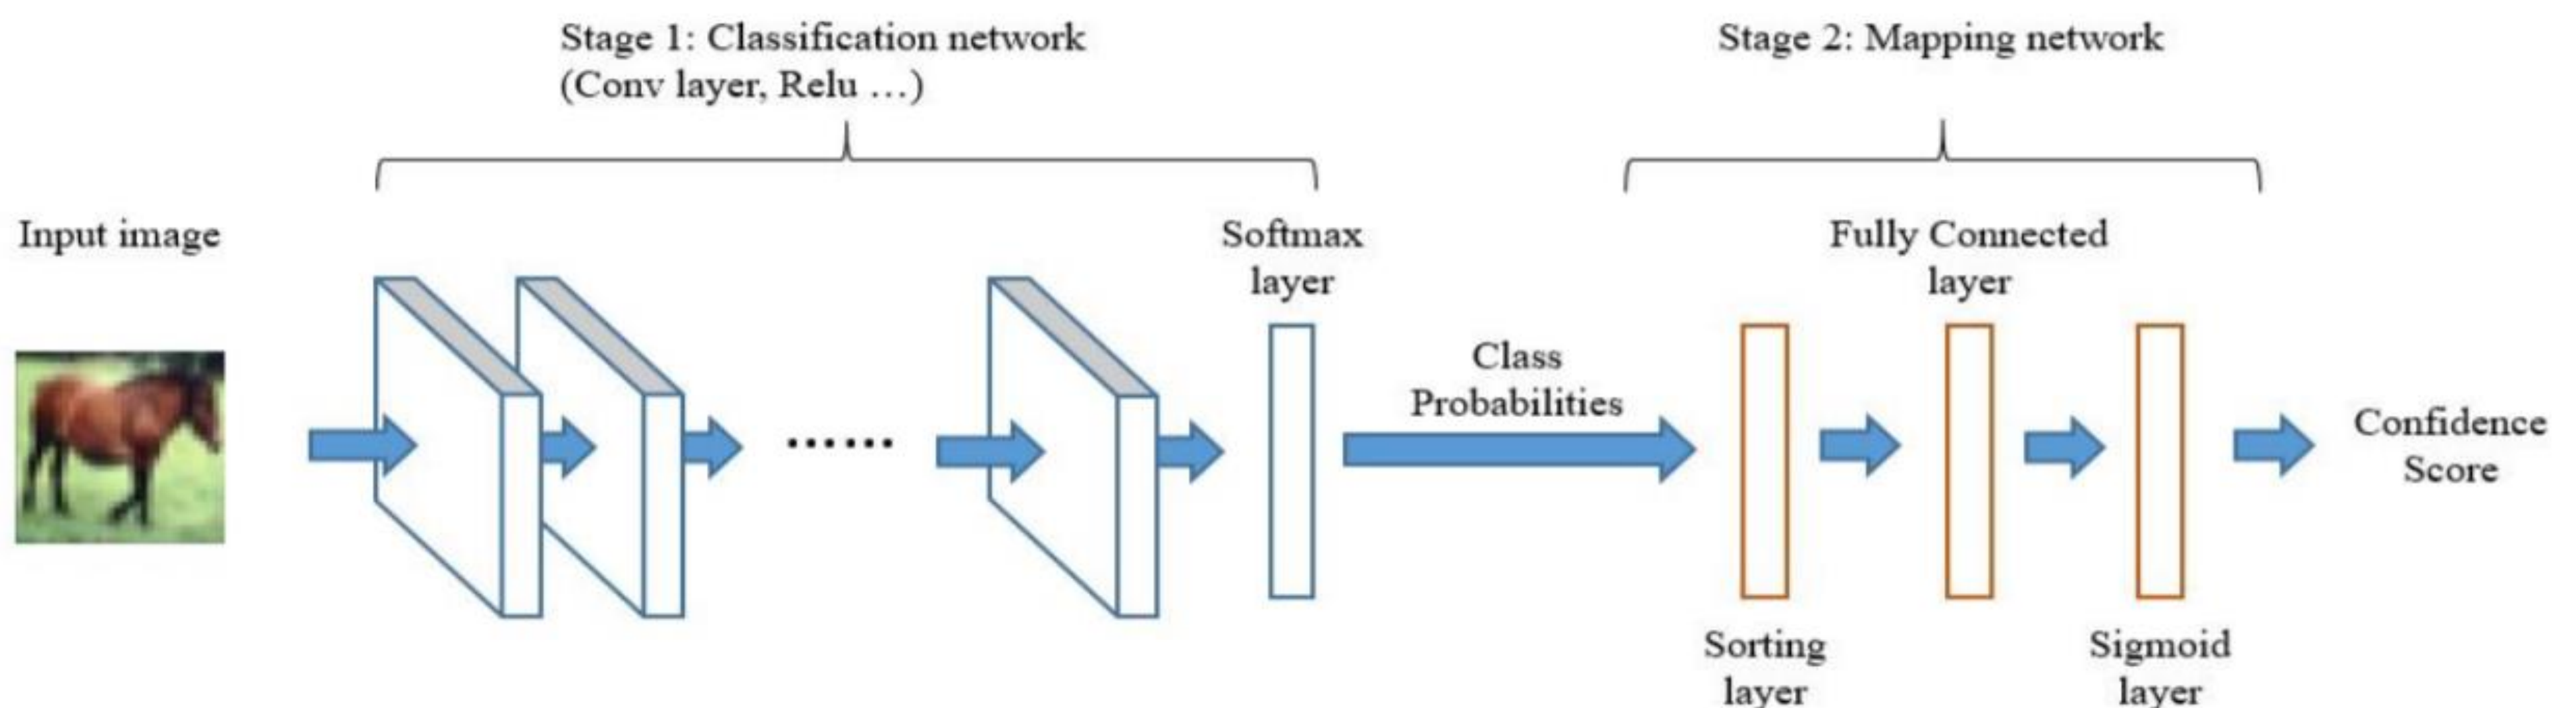 Stage 1: Classification network
(Conv layer, Relu ...)
Stage 2: Mapping network
Input image
Softmax
layer
Fully Connected
layer
Class
Probabilities
......
Confidence
Score
Sorting
layer
Sigmoid
layer